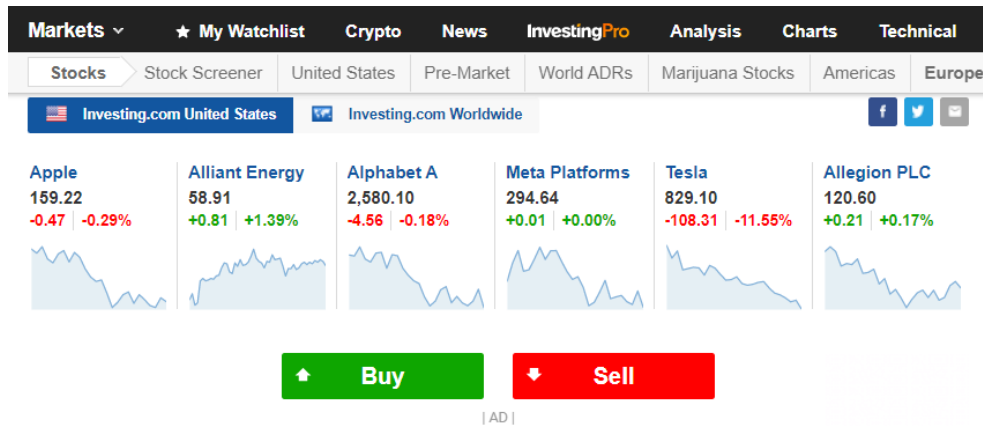 Markets My Watchlist Crypto News InvestingPro Analysis Charts Technical
Stocks Stock Screener United States Pre-Market World ADRs Marijuana Stocks Americas Europe
Investing.com United States Investing.com Worldwide f
Apple Alliant Energy Alphabet A Meta Platforms Tesla Allegion PLC
159.22 58.91 2,580.10 294.64 829.10 120.60
-0.47 -0.29% +0.81 +1.39% -4.56 -0.18% +0.01 +0.00% -108.31 -11.55% +0.21 +0.17%
Buy Sell
| AD |